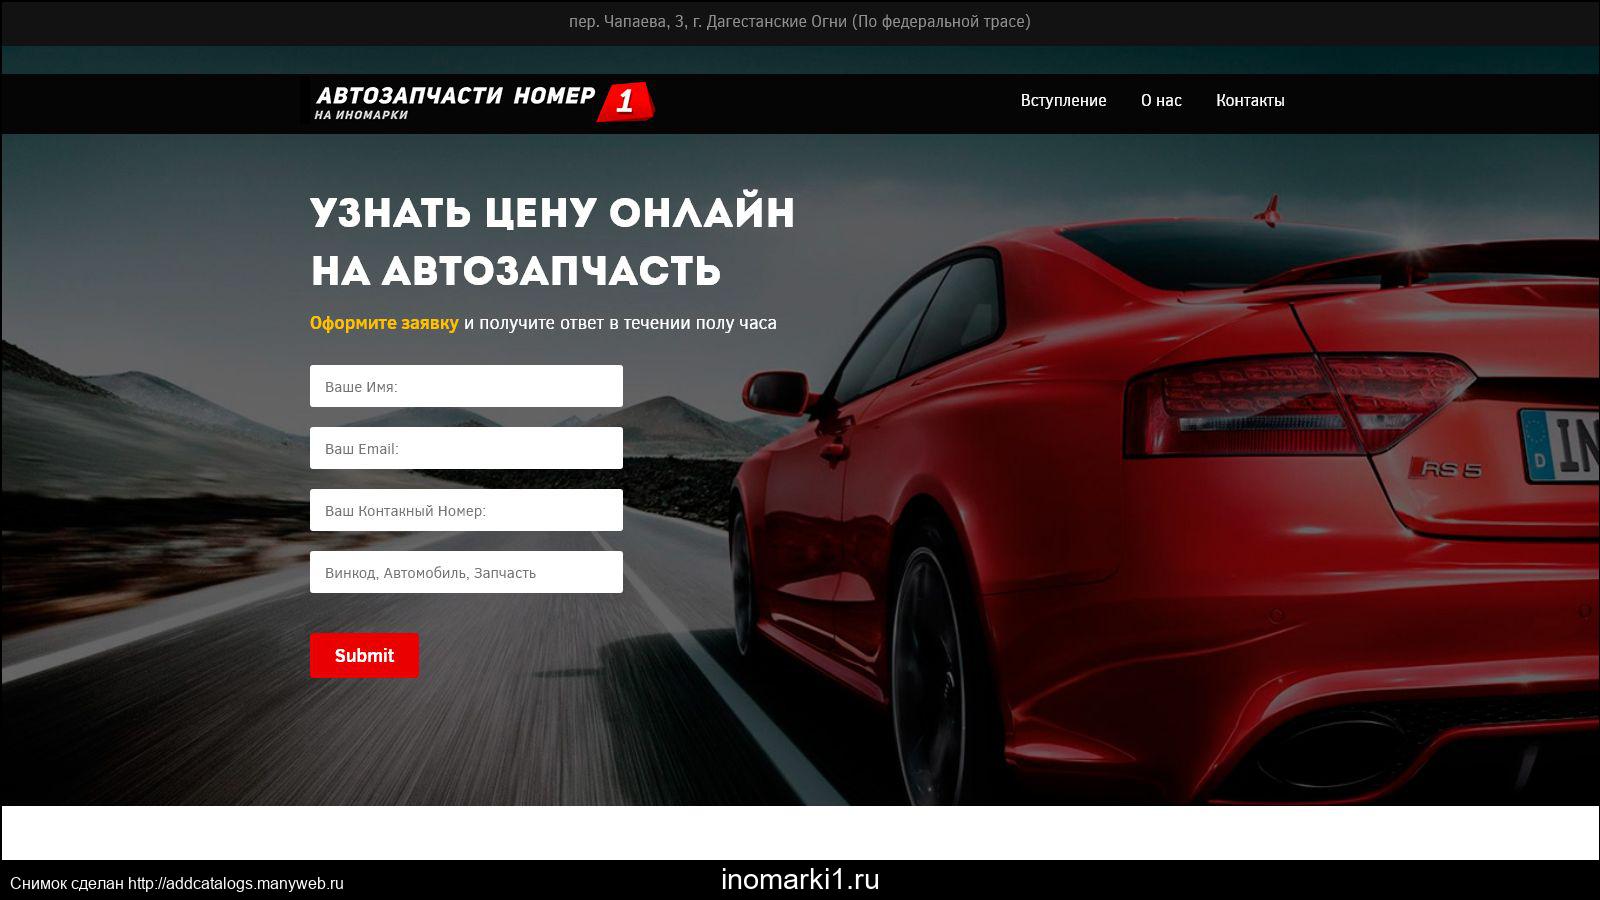 пер. Чапаева, 3, г. Дагестанские Огни (По федеральной трасе)
АВТОЗАПЧАСТИ НОМЕР 1
НА ИНОМАРКИ
Вступление О нас Контакты
УЗНАТЬ ЦЕНУ ОНЛАЙН
НА АВТОЗАПЧАСТЬ
Оформите заявку и получите ответ в течении полу часа
Ваше Имя:
Ваш Email:
Ваш Контакный Номер:
Винкод, Автомобиль, Запчасть
Submit
RS 5
D IN
Снимок сделан http://addcatalogs.manyweb.ru
inomarki1.ru